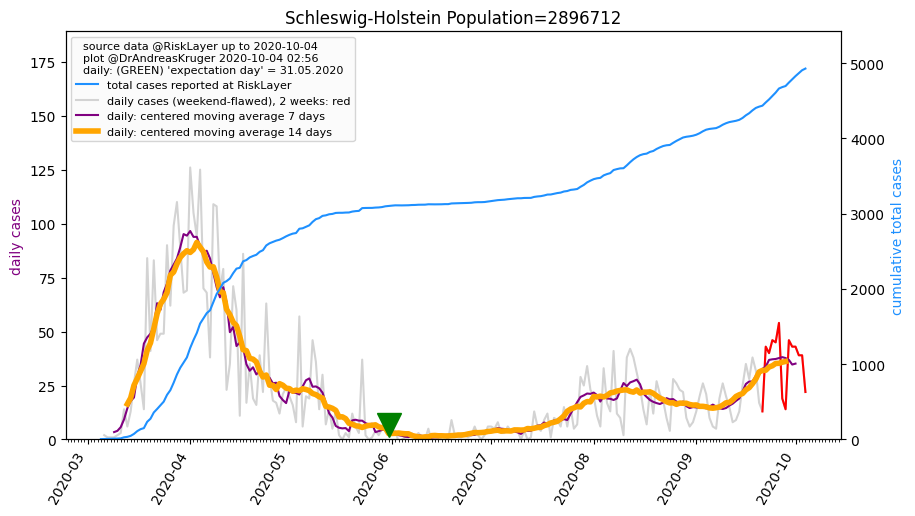 Schleswig-Holstein Population=2896712
source data @RiskLayer up to 2020-10-04
plot @DrAndreasKruger 2020-10-04 02:56
daily: (GREEN) 'expectation day' = 31.05.2020
total cases reported at RiskLayer
daily cases (weekend-flawed), 2 weeks: red
daily: centered moving average 7 days
daily: centered moving average 14 days
daily cases
175
150
125
100
75
50
25
0
5000
4000
3000
2000
1000
0
cumulative total cases
2020-03
2020-04
2020-05
2020-06
2020-07
2020-08
2020-09
2020-10